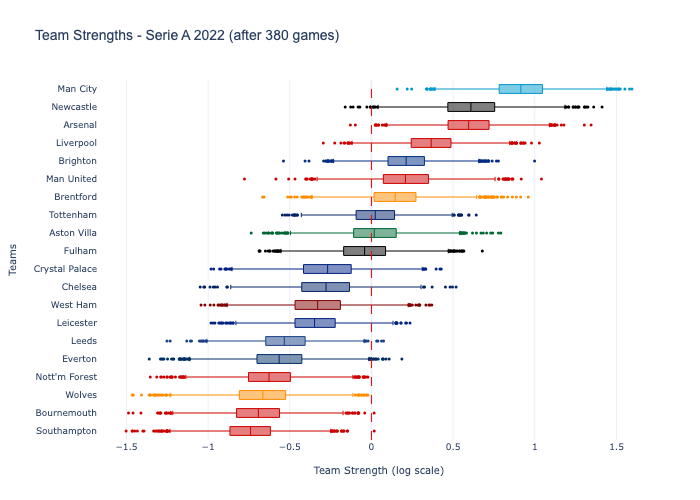 Team Strengths - Serie A 2022 (after 380 games)
Man City
Newcastle
Arsenal
Liverpool
Brighton
Man United
Brentford
Tottenham
Aston Villa
Fulham
Crystal Palace
Chelsea
West Ham
Leicester
Leeds
Everton
Nott'm Forest
Wolves
Bournemouth
Southampton
Teams
−1.5 −1 −0.5 0 0.5 1 1.5
Team Strength (log scale)